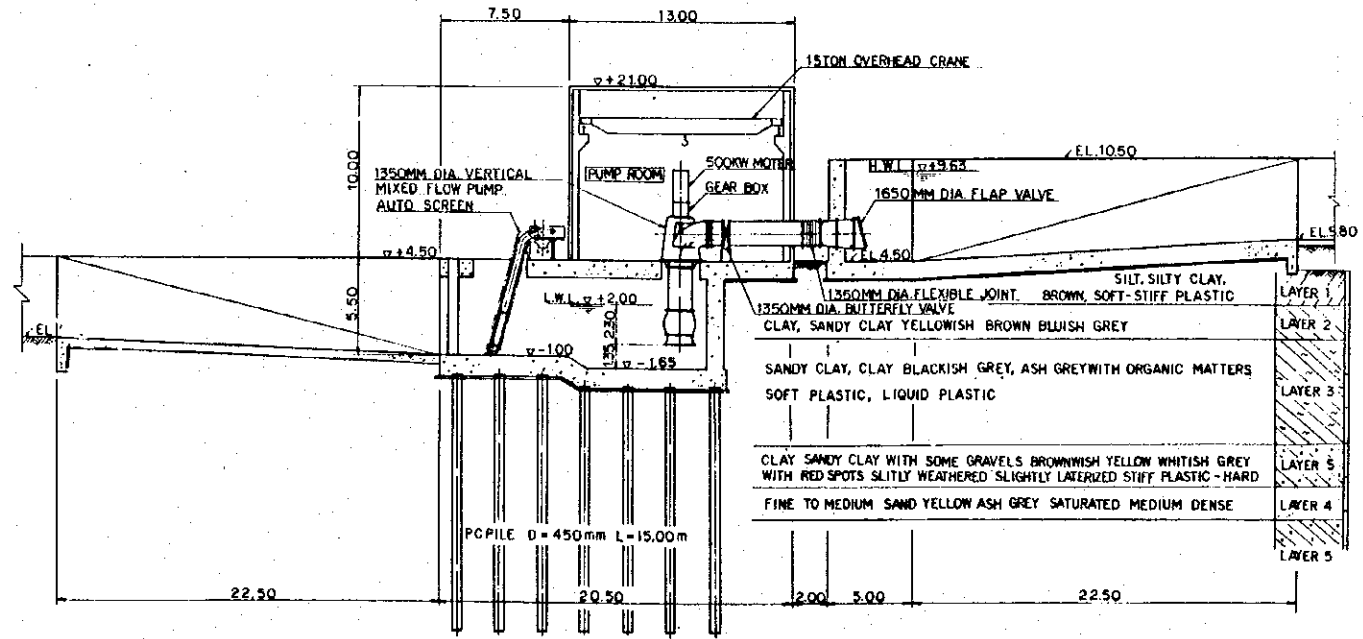 7.50
13.00
15TON OVERHEAD CRANE
+21.00
10.00
1350MM DIA. VERTICAL
MIXED FLOW PUMP
AUTO SCREEN
PUMP ROOM
500KW MOTER
GEAR BOX
H.W.L +9.63
EL.10.50
1650MM DIA. FLAP VALVE
+4.50
EL 4.50
EL.5.80
5.50
L.W.L +2.00
1350MM DIA. FLEXIBLE JOINT
1350MM DIA. BUTTERFLY VALVE
SILT. SILTY CLAY,
BROWN, SOFT-STIFF PLASTIC
LAYER 1
EL
CLAY, SANDY CLAY YELLOWISH BROWN BLUISH GREY
LAYER 2
-1.00
-1.65
SANDY CLAY, CLAY BLACKISH GREY, ASH GREYWITH ORGANIC MATTERS
SOFT PLASTIC, LIQUID PLASTIC
LAYER 3
CLAY SANDY CLAY WITH SOME GRAVELS BROWNWISH YELLOW WHITISH GREY
WITH RED SPOTS SLITLY WEATHERED SLIGHTLY LATERIZED STIFF PLASTIC-HARD
LAYER 5
FINE TO MEDIUM SAND YELLOW ASH GREY SATURATED MEDIUM DENSE
LAYER 4
PC PILE D=450mm L=15.00m
LAYER 5
22.50
20.50
2.00
5.00
22.50